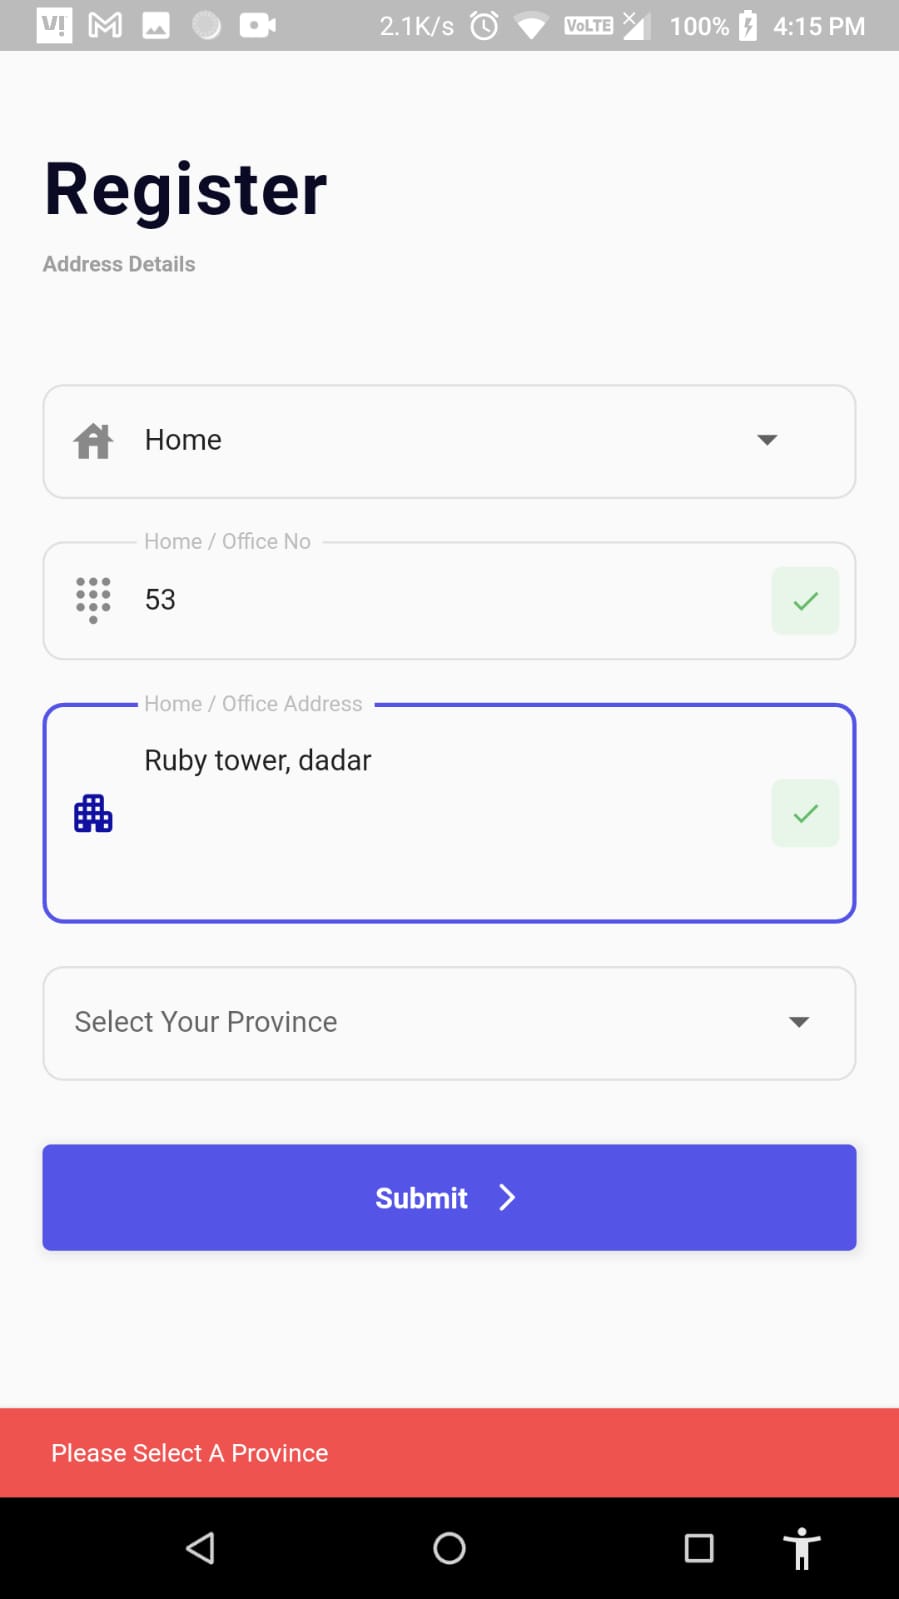 2.1K/s VoLTE 100% 4:15 PM
Register
Address Details
Home
Home / Office No
53
Home / Office Address
Ruby tower, dadar
Select Your Province
Submit
Please Select A Province